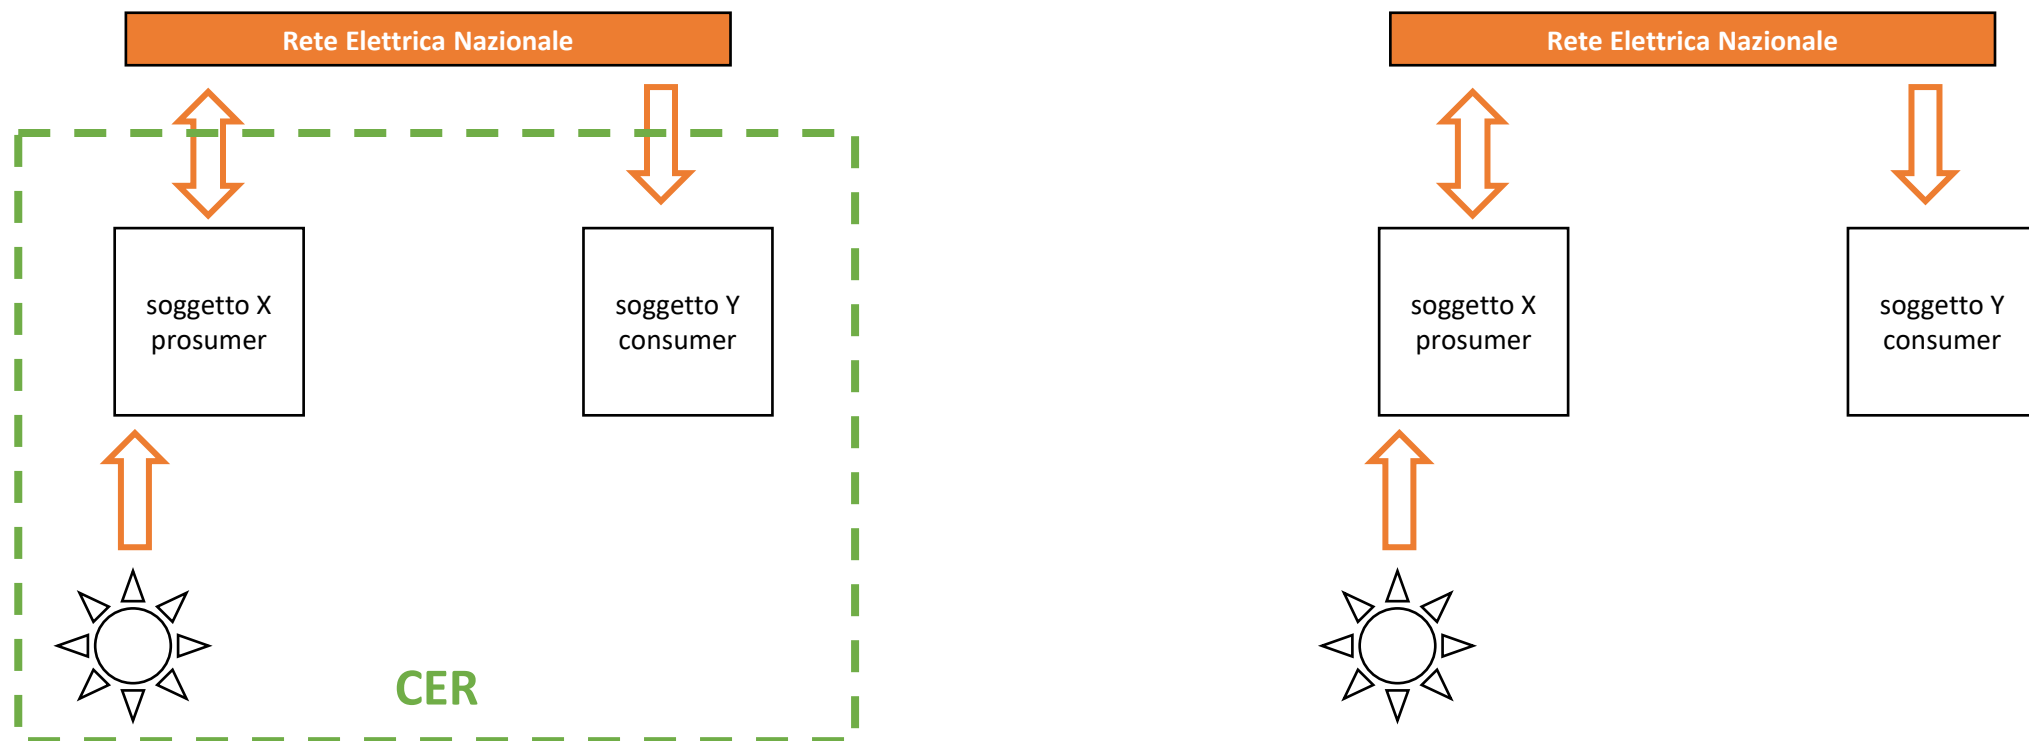 Rete Elettrica Nazionale
soggetto X
prosumer
soggetto Y
consumer
CER
Rete Elettrica Nazionale
soggetto X
prosumer
soggetto Y
consumer